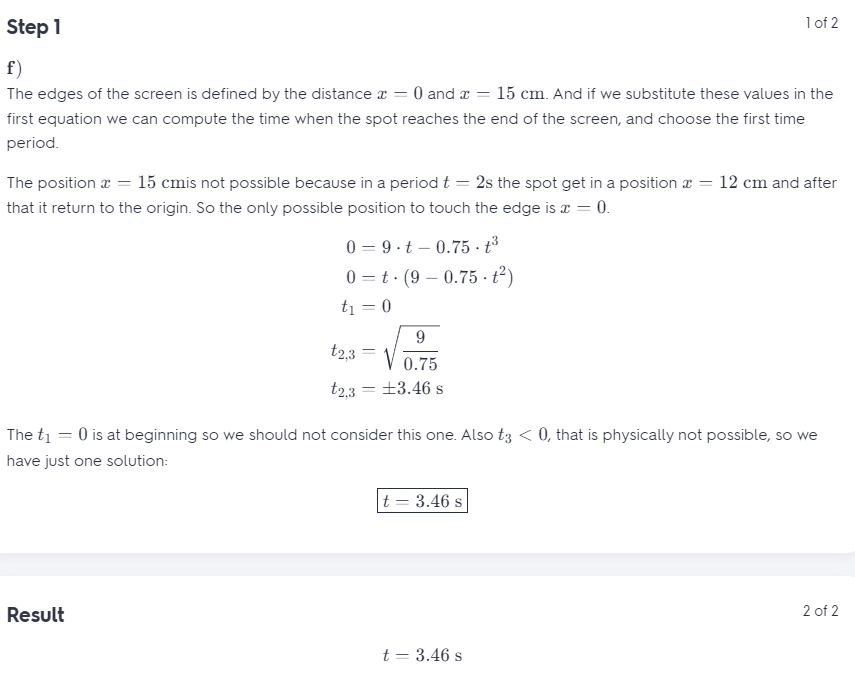 Step 1
1 of 2
f)
The edges of the screen is defined by the distance x = 0 and x = 15 cm. And if we substitute these values in the
first equation we can compute the time when the spot reaches the end of the screen, and choose the first time
period.
The position x = 15 cmis not possible because in a period t = 2s the spot get in a position x = 12 cm and after
that it return to the origin. So the only possible position to touch the edge is x = 0.
0 = 9 · t − 0.75 · t³
0 = t · (9 − 0.75 · t²)
t₁ = 0
t₂,₃ = √(9/0.75)
t₂,₃ = ±3.46 s
The t₁ = 0 is at beginning so we should not consider this one. Also t₃ < 0, that is physically not possible, so we
have just one solution:
t = 3.46 s
Result
2 of 2
t = 3.46 s